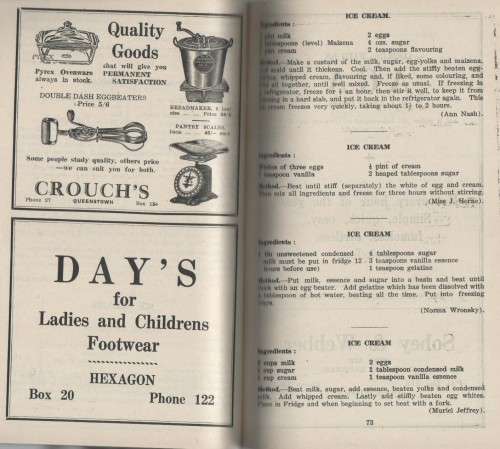 Quality
Goods
that will give you
PERMANENT
SATISFACTION
Pyrex Ovenware
always in stock.
DOUBLE DASH EGGBEATERS
Price 5/6
BREADMAKER,
size
PANTRY SCALES,
Some people study quality, others price
—we can suit you for both.
CROUCH'S
Phone 27 QUEENSTOWN Box 134
DAY'S
for
Ladies and Childrens
Footwear
HEXAGON
Box 20 Phone 122
ICE CREAM.
Ingredients:
milk 2 eggs
tablespoons (level) Maizena 4 ozs. sugar
cream 2 teaspoons flavouring
Method.—Make a custard of the milk, sugar, egg-yolks and maizena,
until it thickens. Cool. Then add the stiffly beaten egg-
whipped cream, flavouring and, if liked, some colouring, and
all together, until well mixed. Freeze as usual. If freezing in
refrigerator, freeze for ½ an hour, then stir well, to keep it from
in a hard slab, and put it back in the refrigerator again. This
cream freezes very quickly, taking about 1½ to 2 hours.
(Ann Nash.)
ICE CREAM
Whites of three eggs ½ pint of cream
teaspoon vanilla 2 heaped tablespoons sugar
Method.—Beat until stiff (separately) the white of egg and cream.
Then mix all ingredients and freeze for three hours without stirring.
(Miss J. Horne).
ICE CREAM
Ingredients:
tin unsweetened condensed 4 tablespoons sugar
milk must be put in fridge 12 3 teaspoons vanilla essence
hours before use) 1 teaspoon gelatine
Method.—Put milk, essence and sugar into a basin and beat until
with an egg beater. Add gelatine which has been dissolved with
tablespoon of hot water, beating all the time. Put into freezing
(Norma Wronsky).
ICE CREAM
Ingredients:
cups milk 2 eggs
cup sugar 1 tablespoon condensed milk
cup cream 1 teaspoon vanilla essence
Method.—Beat milk, sugar, add essence, beaten yolks and condensed
milk. Add whipped cream. Lastly add stiffly beaten egg whites.
Place in Fridge and when beginning to set beat with a fork.
(Muriel Jeffrey).
73